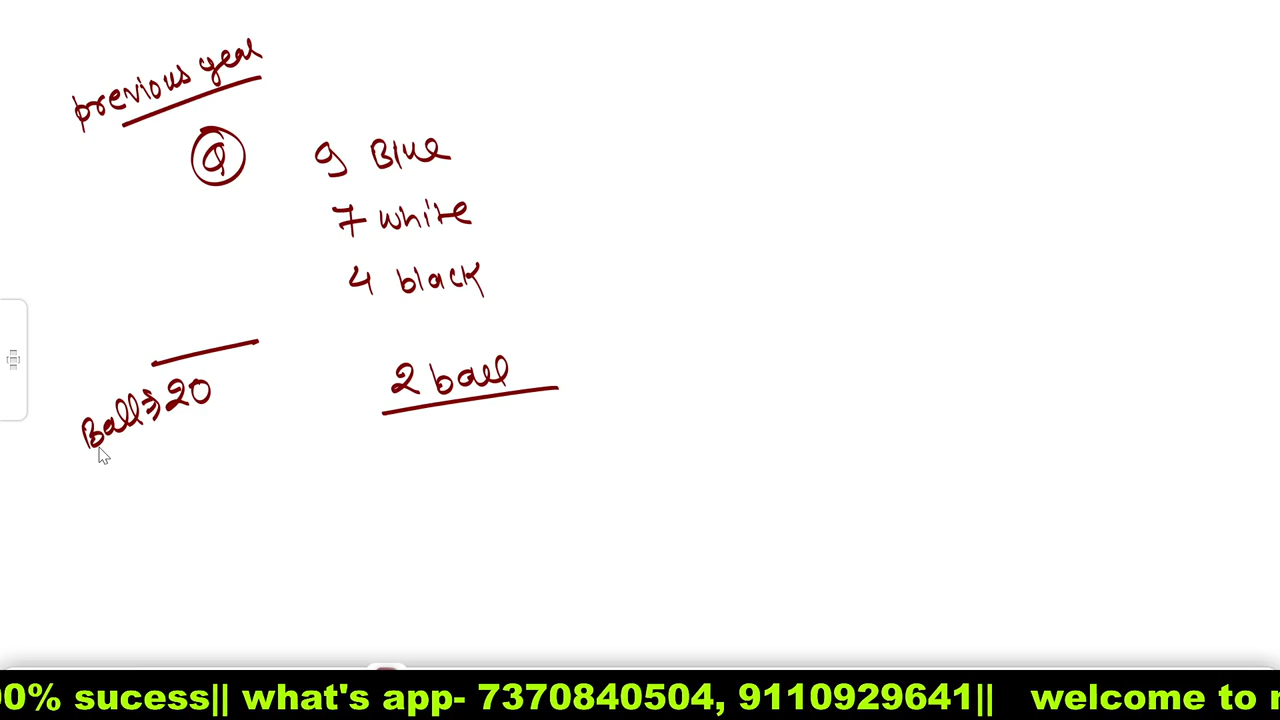 previous year
Q 9 Blue
7 white
4 black
2 ball
Ball⇒20
00% sucess|| what's app- 7370840504, 9110929641|| welcome to